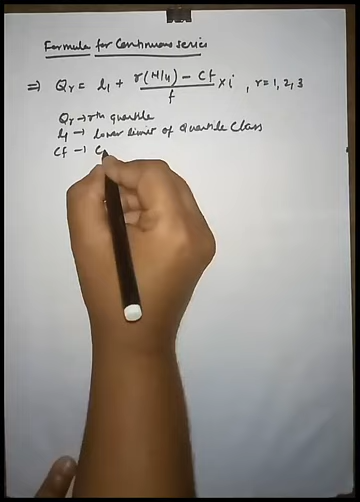 Formula for Continuous series
⇒ Qr = l1 + r(N/4) - Cf / f × i , r = 1, 2, 3
Qr → rth quartile
l1 → lower limit of Quartile Class
Cf → C